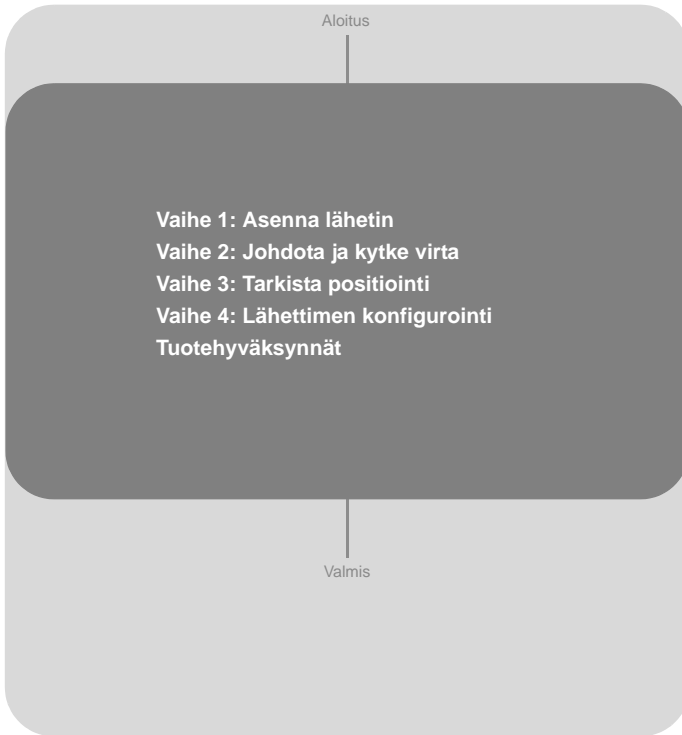 Aloitus
Vaihe 1: Asenna lähetin
Vaihe 2: Johdota ja kytke virta
Vaihe 3: Tarkista positiointi
Vaihe 4: Lähettimen konfigurointi
Tuotehyväksynnät
Valmis